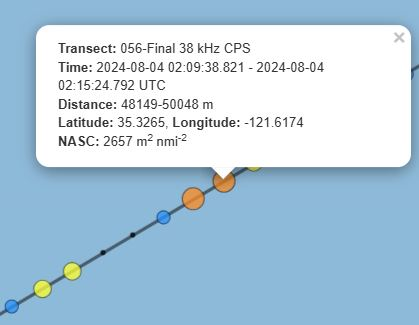 ×
Transect: 056-Final 38 kHz CPS
Time: 2024-08-04 02:09:38.821 - 2024-08-04
02:15:24.792 UTC
Distance: 48149-50048 m
Latitude: 35.3265, Longitude: -121.6174
NASC: 2657 m² nmi⁻²